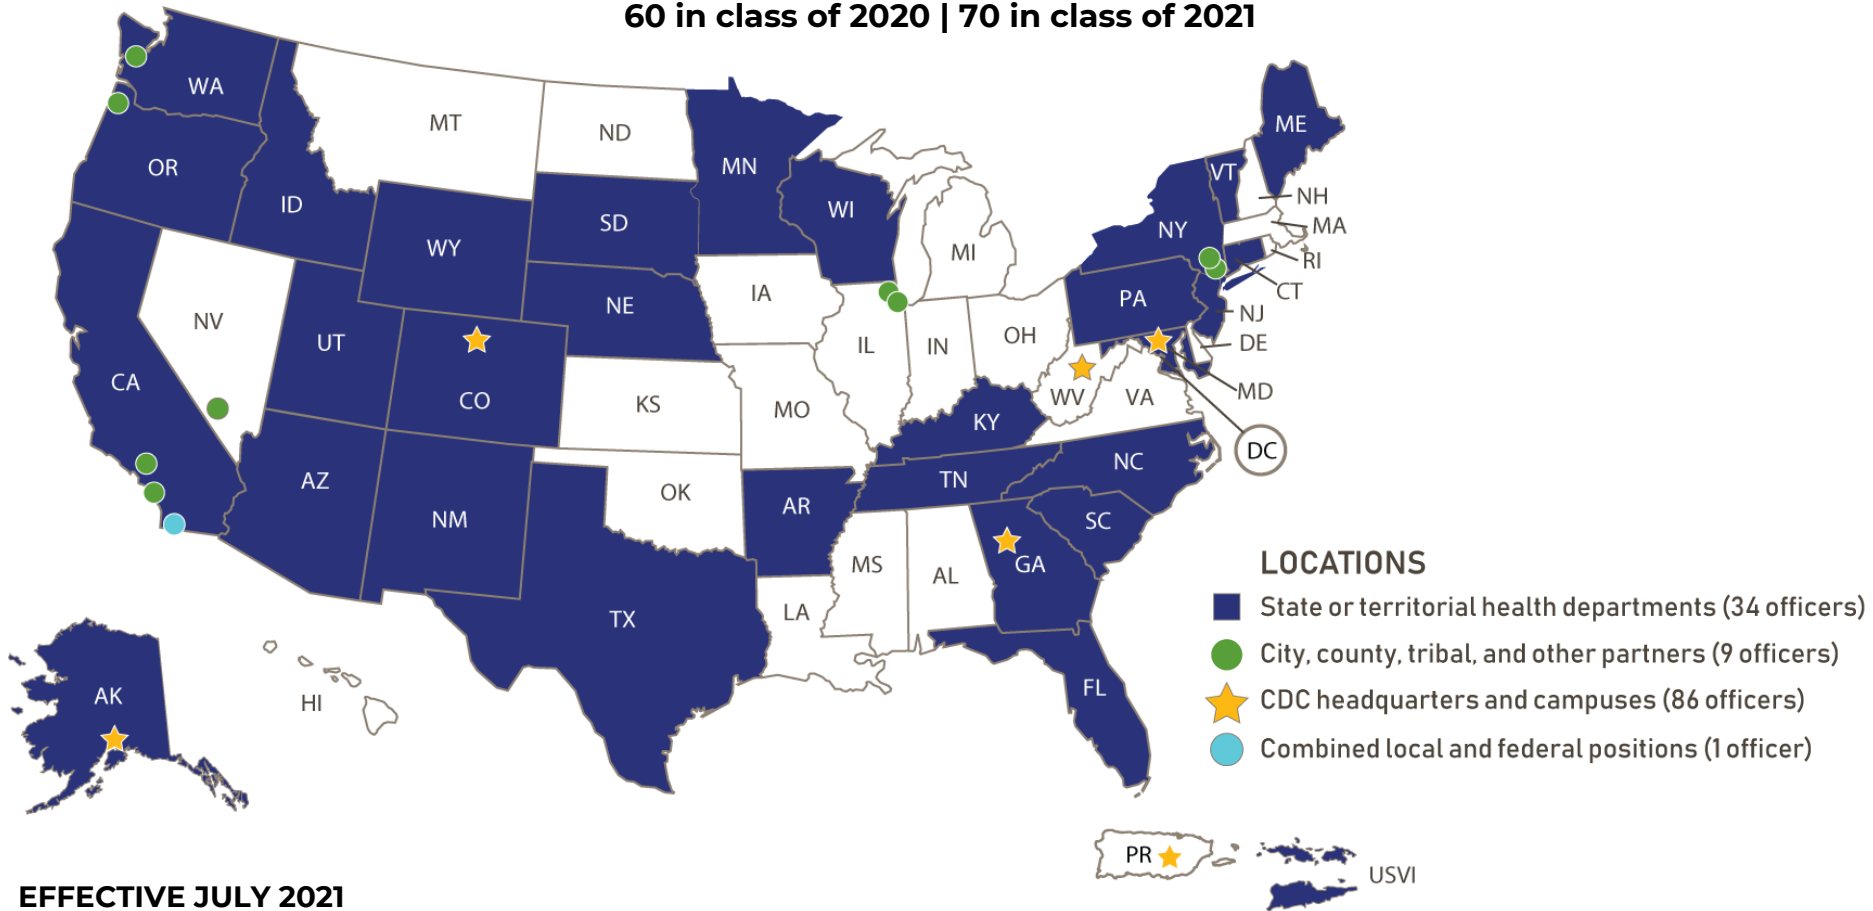 60 in class of 2020 | 70 in class of 2021
WA
MT
ND
MN
ME
OR
ID
SD
WI
VT
NH
WY
NY
MA
MI
RI
NE
IA
PA
CT
NV
UT
IL
IN
OH
NJ
DE
CA
CO
KS
MO
WV
VA
MD
KY
DC
AZ
NM
OK
AR
TN
NC
SC
MS
AL
GA
TX
LA
FL
AK
HI
LOCATIONS
State or territorial health departments (34 officers)
City, county, tribal, and other partners (9 officers)
CDC headquarters and campuses (86 officers)
Combined local and federal positions (1 officer)
PR
USVI
EFFECTIVE JULY 2021